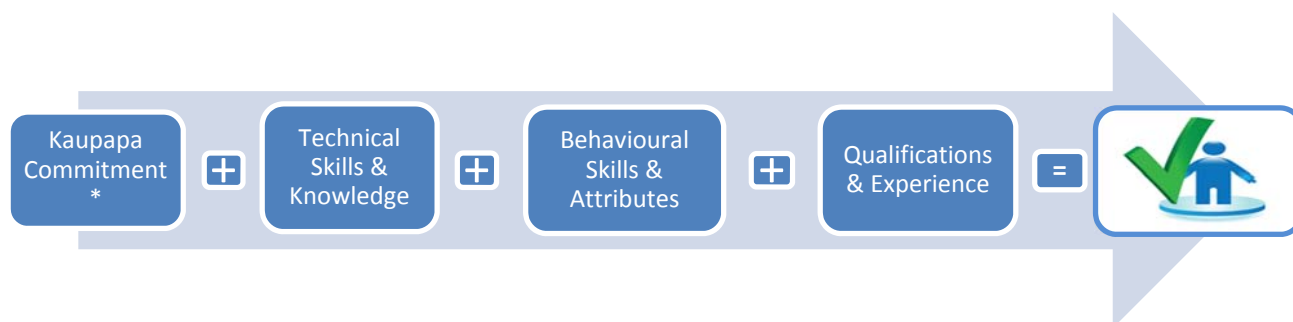 Kaupapa
Commitment
*
+
Technical
Skills &
Knowledge
+
Behavioural
Skills &
Attributes
+
Qualifications
& Experience
=